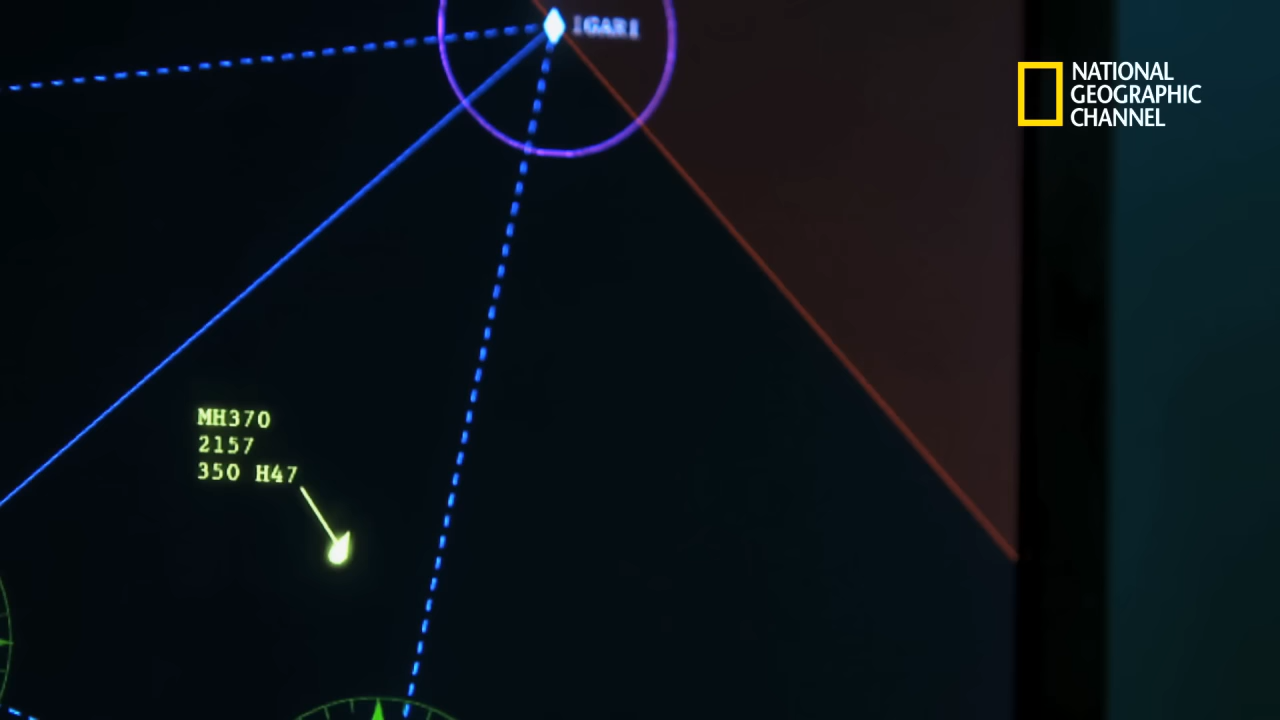 IGARI
NATIONAL
GEOGRAPHIC
CHANNEL
MH370
2157
350 H47